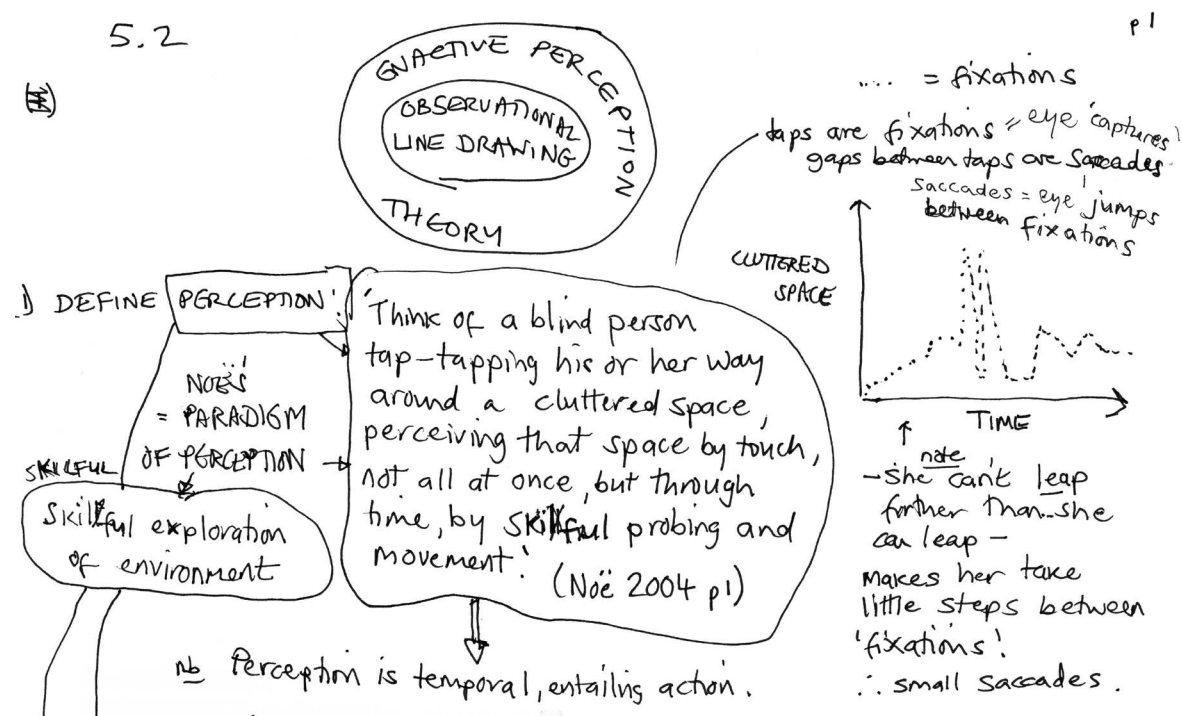 p1
5.2
ENACTIVE PERCEPTION
THEORY
OBSERVATIONAL
LINE DRAWING
.... = fixations
taps are fixations = eye 'captures'
gaps between taps are saccades
saccades = eye jumps
between fixations
CLUTTERED
SPACE
TIME
1) DEFINE 'PERCEPTION'
NOË'S
= PARADIGM
OF PERCEPTION
SKILFUL
Skillful exploration
of environment
'Think of a blind person
tap-tapping his or her way
around a cluttered space,
perceiving that space by touch,
not all at once, but through
time, by skillful probing and
movement.'
(Noë 2004 p1)
nb Perception is temporal, entailing action.
note
- she can't leap
further than she
can leap -
makes her take
little steps between
'fixations'.
∴ small saccades.